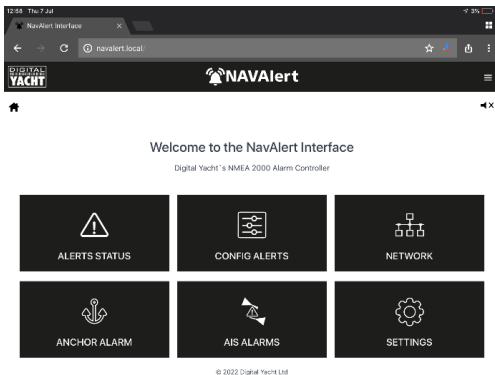 12:58 Thu 7 Jul
3%
NavAlert Interface
navalert.local/
DIGITAL
YACHT
NAVAlert
Welcome to the NavAlert Interface
Digital Yacht`s NMEA 2000 Alarm Controller
ALERTS STATUS
CONFIG ALERTS
NETWORK
ANCHOR ALARM
AIS ALARMS
SETTINGS
© 2022 Digital Yacht Ltd